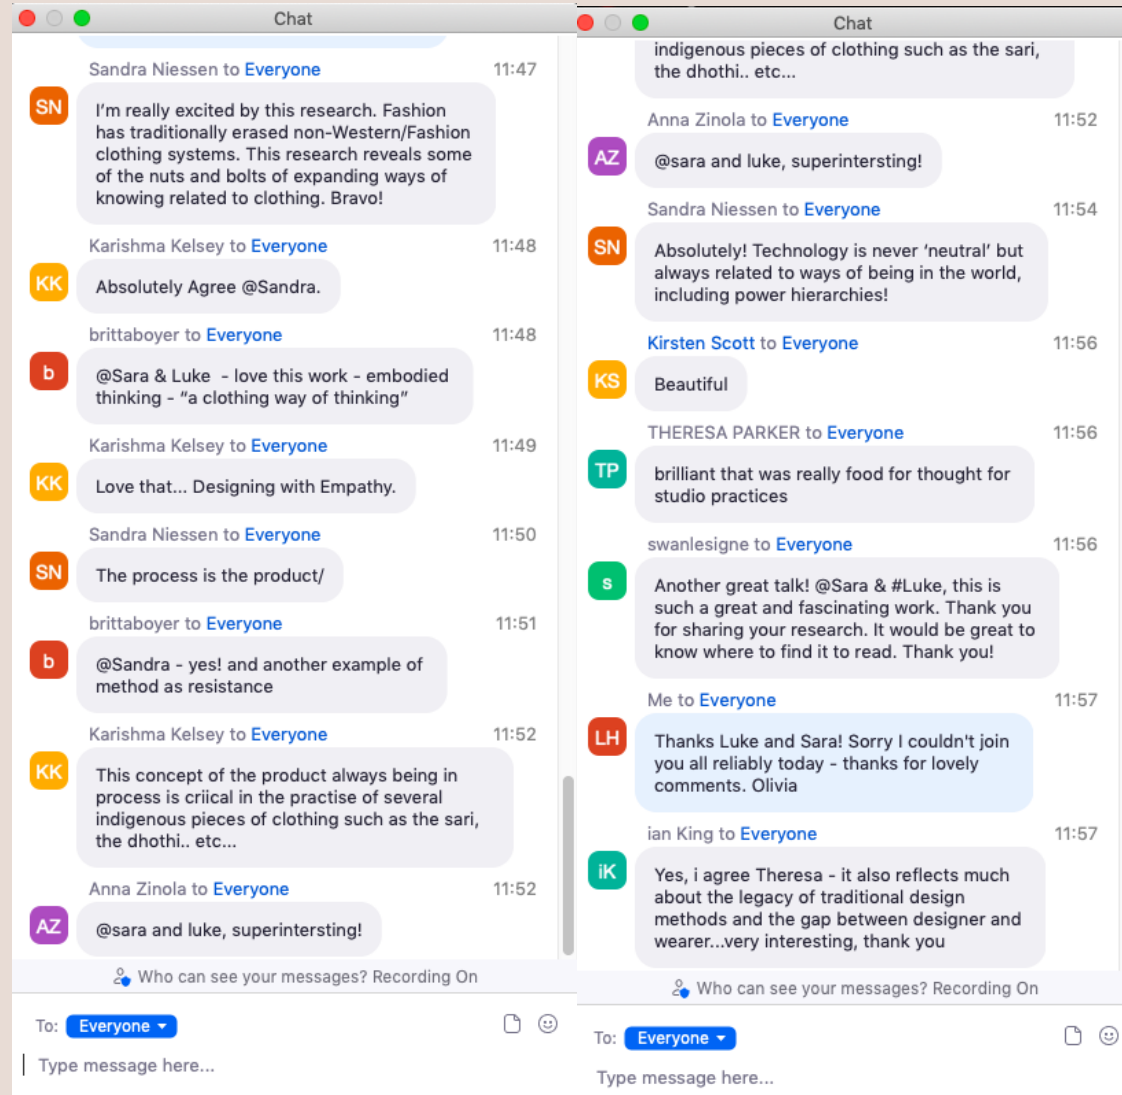 Chat
Sandra Niessen to Everyone 11:47
SN
I'm really excited by this research. Fashion
has traditionally erased non-Western/Fashion
clothing systems. This research reveals some
of the nuts and bolts of expanding ways of
knowing related to clothing. Bravo!
Karishma Kelsey to Everyone 11:48
KK
Absolutely Agree @Sandra.
brittaboyer to Everyone 11:48
b
@Sara & Luke - love this work - embodied
thinking - “a clothing way of thinking”
Karishma Kelsey to Everyone 11:49
KK
Love that... Designing with Empathy.
Sandra Niessen to Everyone 11:50
SN
The process is the product/
brittaboyer to Everyone 11:51
b
@Sandra - yes! and another example of
method as resistance
Karishma Kelsey to Everyone 11:52
KK
This concept of the product always being in
process is criical in the practise of several
indigenous pieces of clothing such as the sari,
the dhothi.. etc...
Anna Zinola to Everyone 11:52
AZ
@sara and luke, superintersting!
Who can see your messages? Recording On
To: Everyone
Type message here...
Chat
indigenous pieces of clothing such as the sari,
the dhothi.. etc...
Anna Zinola to Everyone 11:52
AZ
@sara and luke, superintersting!
Sandra Niessen to Everyone 11:54
SN
Absolutely! Technology is never ‘neutral’ but
always related to ways of being in the world,
including power hierarchies!
Kirsten Scott to Everyone 11:56
KS
Beautiful
THERESA PARKER to Everyone 11:56
TP
brilliant that was really food for thought for
studio practices
swanlesigne to Everyone 11:56
s
Another great talk! @Sara & #Luke, this is
such a great and fascinating work. Thank you
for sharing your research. It would be great to
know where to find it to read. Thank you!
Me to Everyone 11:57
LH
Thanks Luke and Sara! Sorry I couldn't join
you all reliably today - thanks for lovely
comments. Olivia
ian King to Everyone 11:57
iK
Yes, i agree Theresa - it also reflects much
about the legacy of traditional design
methods and the gap between designer and
wearer...very interesting, thank you
Who can see your messages? Recording On
To: Everyone
Type message here...